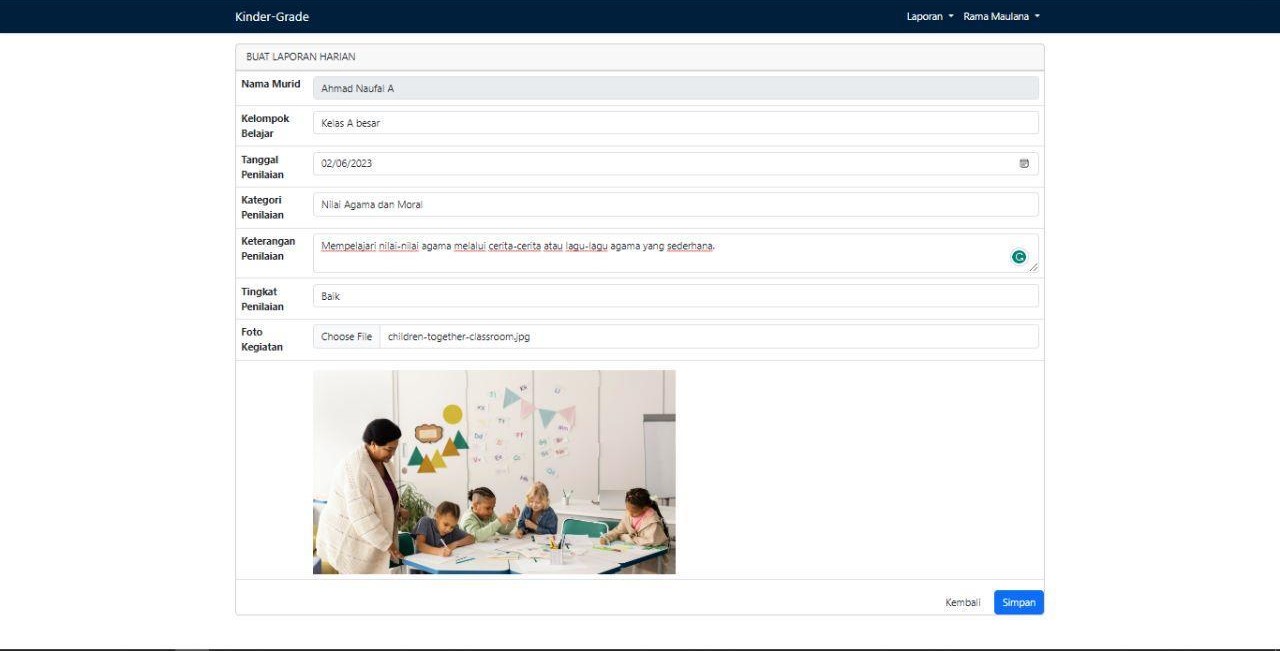 Kinder-Grade
Laporan Rama Maulana
BUAT LAPORAN HARIAN
Nama Murid
Ahmad Naufal A
Kelompok Belajar
Kelas A besar
Tanggal Penilaian
02/06/2023
Kategori Penilaian
Nilai Agama dan Moral
Keterangan Penilaian
Mempelajari nilai-nilai agama melalui cerita-cerita atau lagu-lagu agama yang sederhana.
Tingkat Penilaian
Baik
Foto Kegiatan
Choose File children-together-classroom.jpg
Kembali Simpan